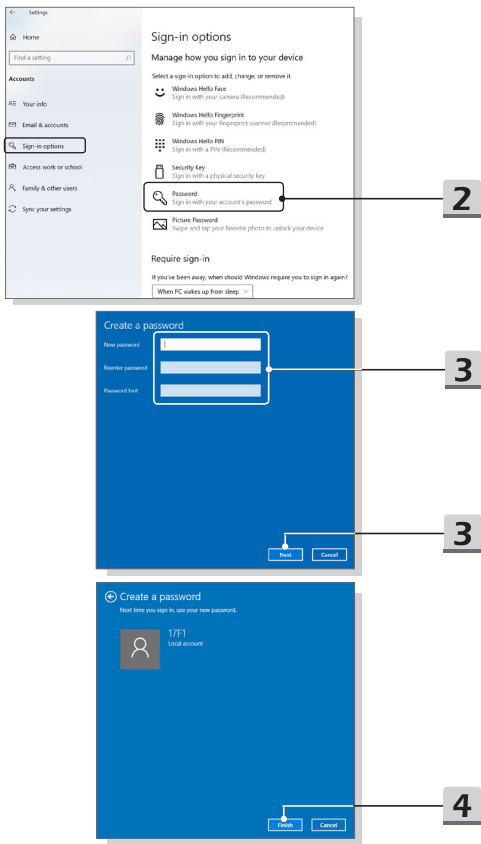 Settings
Home
Find a setting
Accounts
Your info
Email & accounts
Sign-in options
Access work or school
Family & other users
Sync your settings
Sign-in options
Manage how you sign in to your device
Select a sign-in option to add, change, or remove it.
Windows Hello Face
Sign in with your camera (Recommended)
Windows Hello Fingerprint
Sign in with your fingerprint scanner (Recommended)
Windows Hello PIN
Sign in with a PIN (Recommended)
Security Key
Sign in with a physical security key
Password
Sign in with your account's password
Picture Password
Swipe and tap your favorite photo to unlock your device
Require sign-in
If you've been away, when should Windows require you to sign in again?
When PC wakes up from sleep
2
Create a password
New password
Reenter password
Password hint
3
Next Cancel
3
Create a password
Next time you sign in, use your new password.
17F1
Local account
Finish Cancel
4